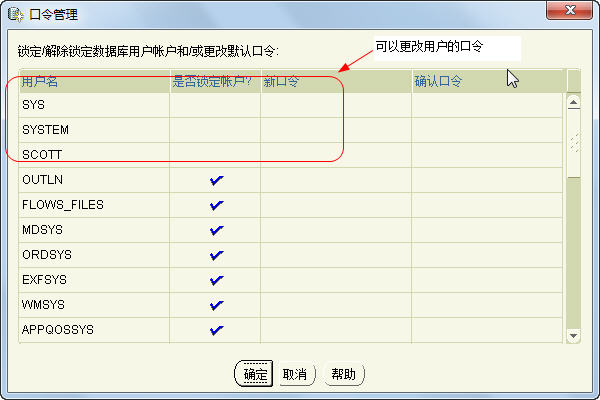 口令管理
锁定/解除锁定数据库用户帐户和/或更改默认口令:
可以更改用户的口令
用户名 是否锁定帐户? 新口令 确认口令
SYS
SYSTEM
SCOTT
OUTLN
FLOWS_FILES
MDSYS
ORDSYS
EXFSYS
WMSYS
APPQOSSYS
确定 取消 帮助